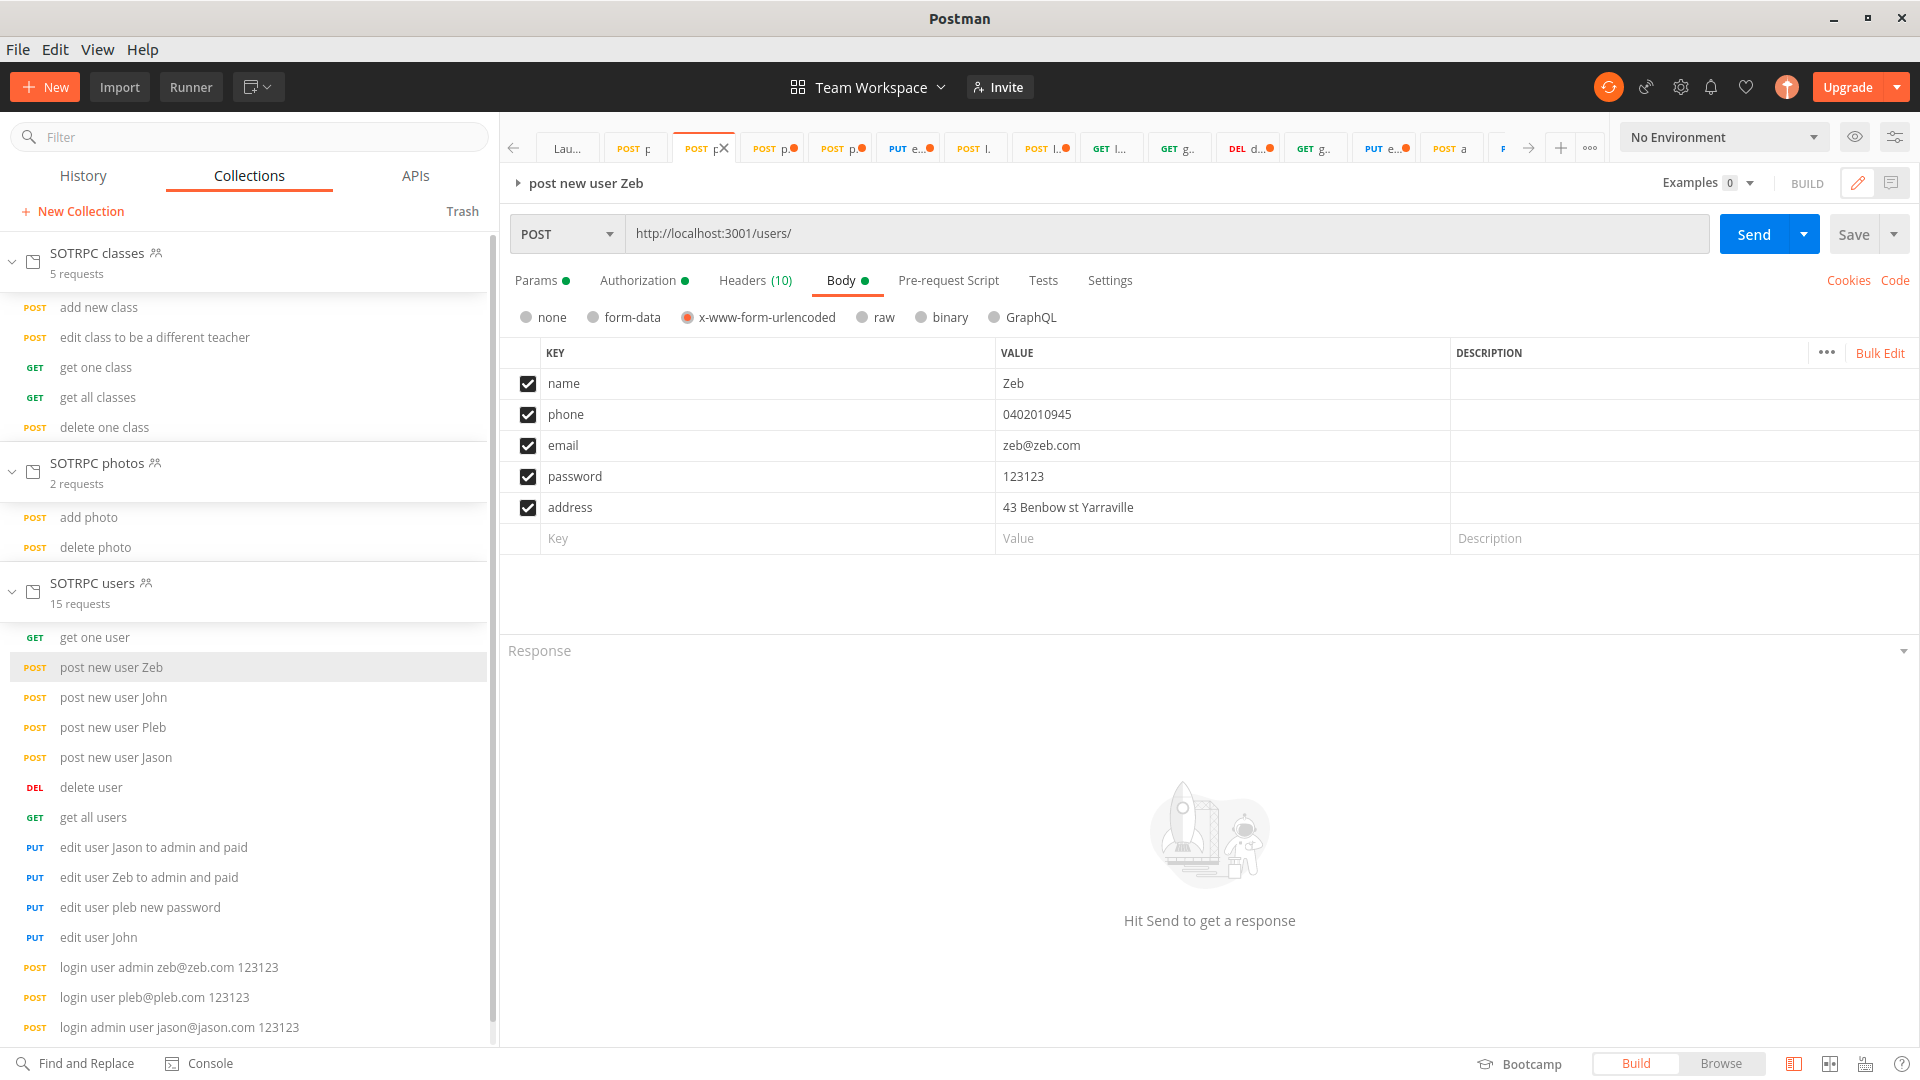 Postman
File Edit View Help
New Import Runner Team Workspace Invite Upgrade
Filter
History Collections APIs
New Collection Trash
SOTRPC classes
5 requests
POST add new class
POST edit class to be a different teacher
GET get one class
GET get all classes
POST delete one class
SOTRPC photos
2 requests
POST add photo
POST delete photo
SOTRPC users
15 requests
GET get one user
POST post new user Zeb
POST post new user John
POST post new user Pleb
POST post new user Jason
DEL delete user
GET get all users
PUT edit user Jason to admin and paid
PUT edit user Zeb to admin and paid
PUT edit user pleb new password
PUT edit user John
POST login user admin zeb@zeb.com 123123
POST login user pleb@pleb.com 123123
POST login admin user jason@jason.com 123123
Lau... POST p POST p POST p. POST p. PUT e... POST l. POST l.. GET l... GET g.. DEL d... GET g.. PUT e... POST a
No Environment
post new user Zeb Examples 0 BUILD
POST http://localhost:3001/users/ Send Save
Params Authorization Headers (10) Body Pre-request Script Tests Settings Cookies Code
none form-data x-www-form-urlencoded raw binary GraphQL
KEY VALUE DESCRIPTION ••• Bulk Edit
name Zeb
phone 0402010945
email zeb@zeb.com
password 123123
address 43 Benbow st Yarraville
Key Value Description
Response
Hit Send to get a response
Find and Replace Console Bootcamp Build Browse